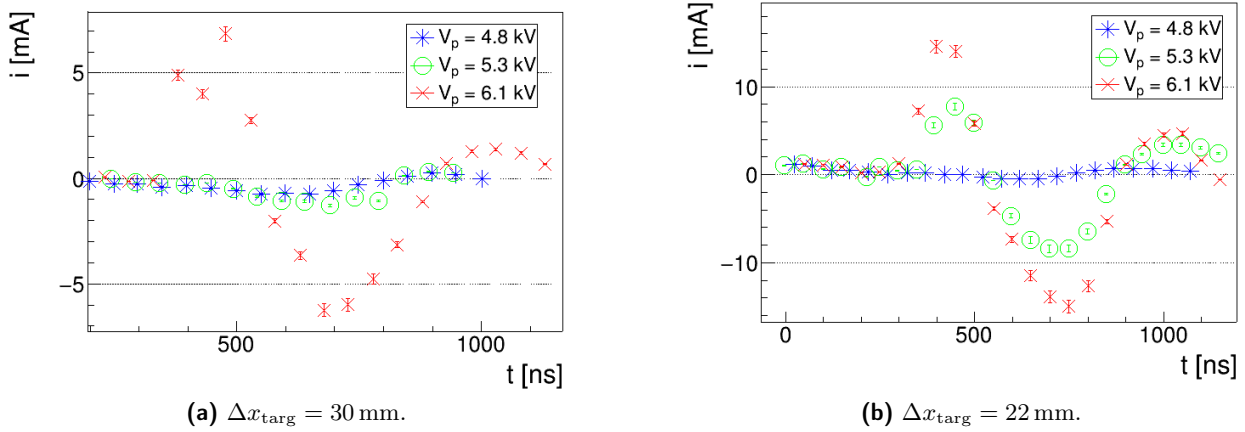 i [mA]
V_p = 4.8 kV
V_p = 5.3 kV
V_p = 6.1 kV
5
0
−5
500
1000
t [ns]
(a) Δx_targ = 30 mm.
i [mA]
V_p = 4.8 kV
V_p = 5.3 kV
V_p = 6.1 kV
10
0
−10
0
500
1000
t [ns]
(b) Δx_targ = 22 mm.